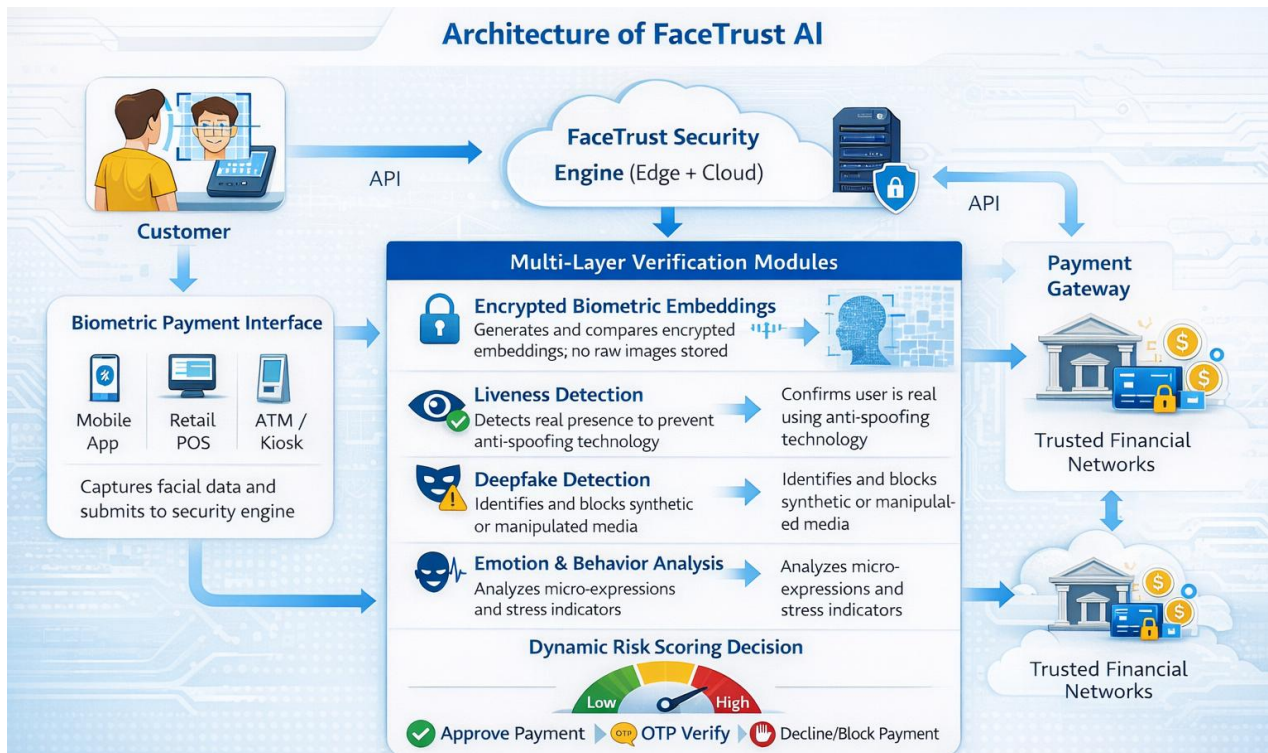 Architecture of FaceTrust AI
Customer
API
FaceTrust Security
Engine (Edge + Cloud)
API
Biometric Payment Interface
Mobile
App
Retail
POS
ATM /
Kiosk
Captures facial data and
submits to security engine
Multi-Layer Verification Modules
Encrypted Biometric Embeddings
Generates and compares encrypted
embeddings; no raw images stored
Liveness Detection
Detects real presence to prevent
anti-spoofing technology
Confirms user is real
using anti-spoofing
technology
Deepfake Detection
Identifies and blocks synthetic
or manipulated media
Identifies and blocks
synthetic or manipulat-
ed media
Emotion & Behavior Analysis
Analyzes micro-expressions
and stress indicators
Analyzes micro-
expressions and
stress indicators
Dynamic Risk Scoring Decision
Low
High
Approve Payment
OTP
OTP Verify
Decline/Block Payment
Payment
Gateway
$
$
Trusted Financial
Networks
$
$
Trusted Financial
Networks